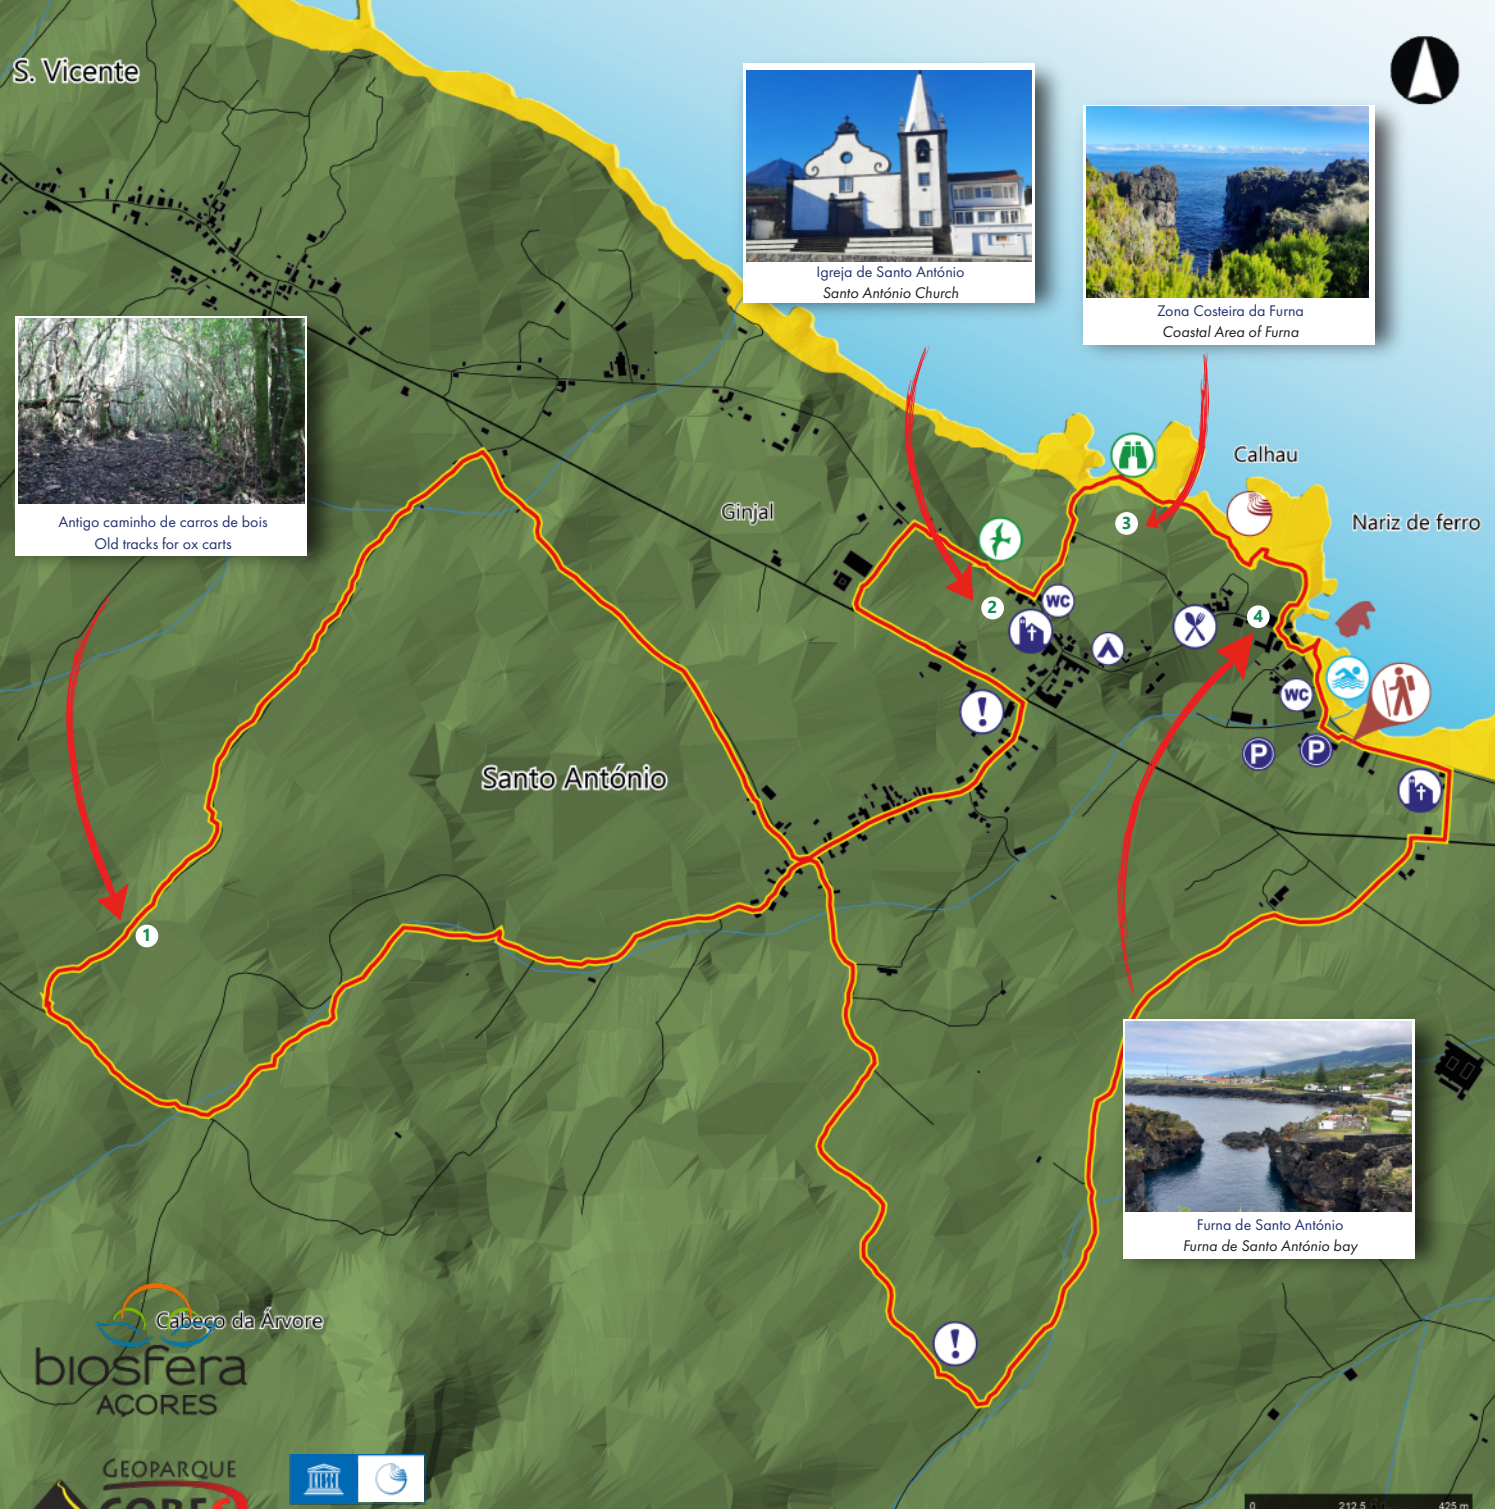 S. Vicente
Igreja de Santo António
Santo António Church
Zona Costeira da Furna
Coastal Area of Furna
Antigo caminho de carros de bois
Old tracks for ox carts
Calhau
Ginjal
Nariz de ferro
3
2
WC
4
!
WC
P
P
Santo António
1
Furna de Santo António
Furna de Santo António bay
!
Cabeço da Árvore
biosfera
AÇORES
GEOPARQUE
0 212.5 425 m